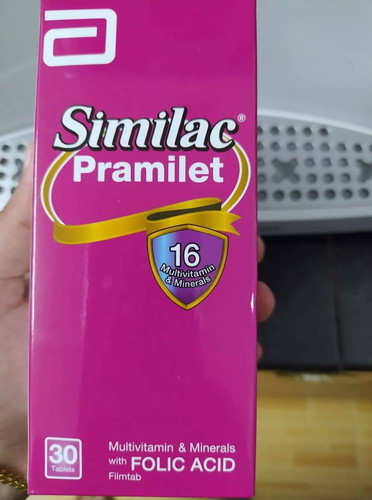 Similac®
Pramilet
16
Multivitamin
& Minerals
30
Tablets
Multivitamin & Minerals
with FOLIC ACID
Filmtab